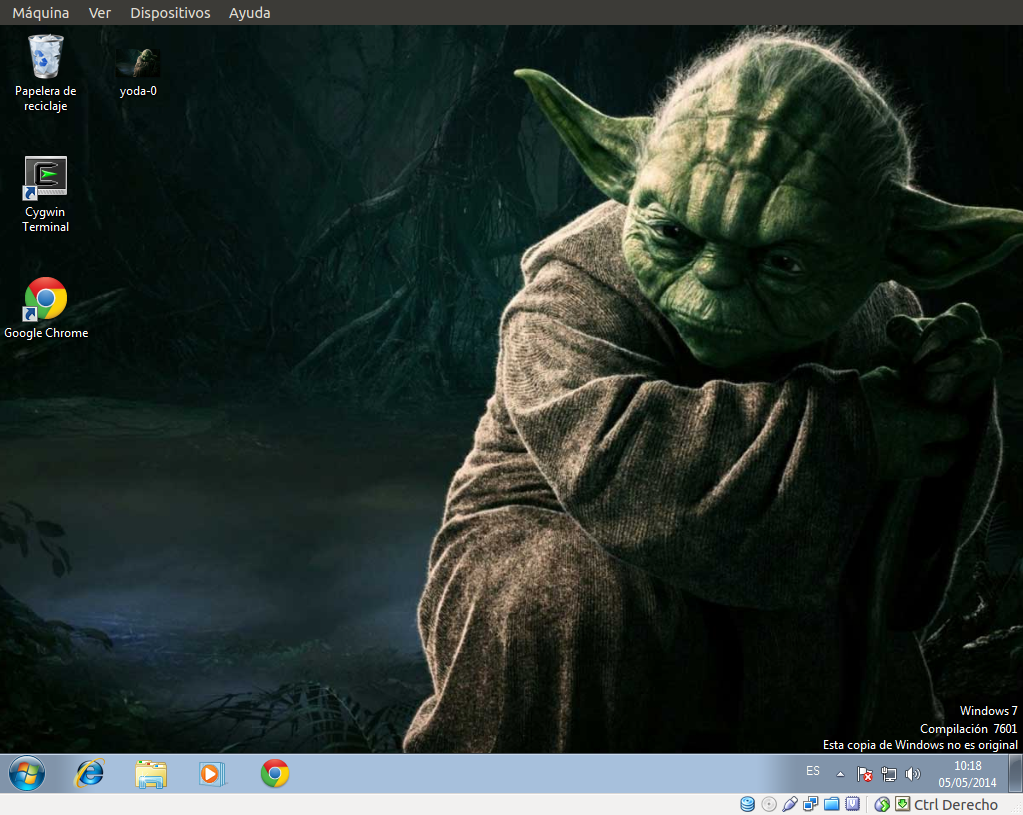 Máquina Ver Dispositivos Ayuda
Papelera de
reciclaje
yoda-0
Cygwin
Terminal
Google Chrome
Windows 7
Compilación 7601
Esta copia de Windows no es original
ES
10:18
05/05/2014
Ctrl Derecho